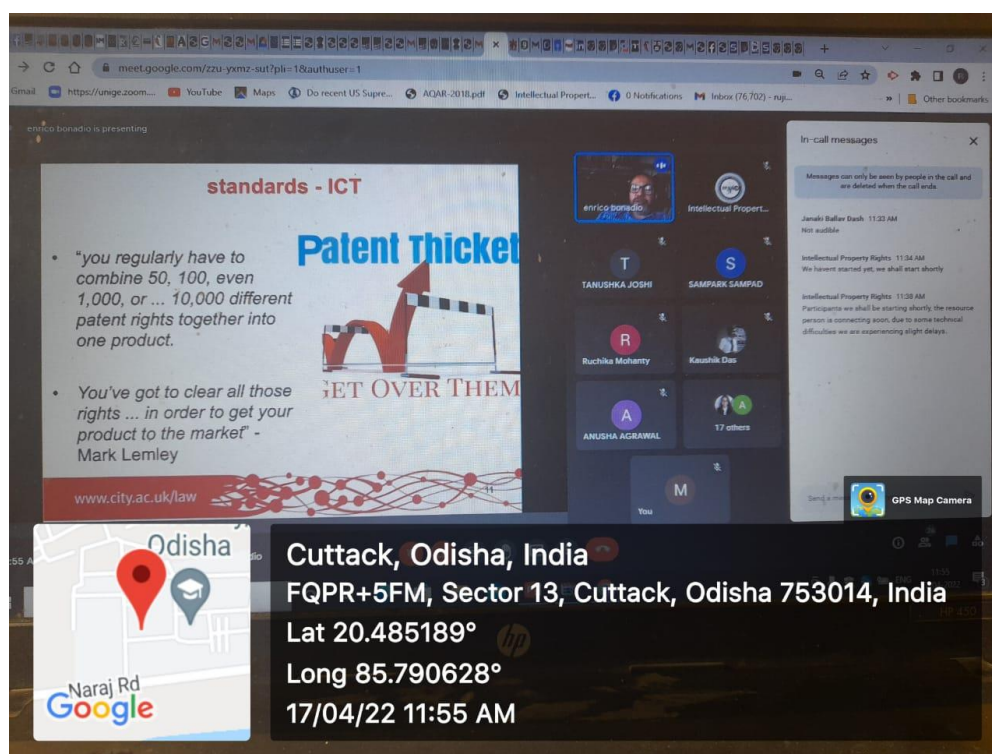 meet.google.com/zzu-yxmz-sut?pli=1&authuser=1
Gmail
https://unige.zoom....
YouTube
Maps
Do recent US Supre...
AQAR-2018.pdf
Intellectual Propert...
0 Notifications
Inbox (76,702) - ruji...
Other bookmarks
enrico bonadio is presenting
standards - ICT
Patent Thicket
• "you regularly have to
combine 50, 100, even
1,000, or ... 10,000 different
patent rights together into
one product.
GET OVER THEM
• You've got to clear all those
rights ... in order to get your
product to the market" -
Mark Lemley
www.city.ac.uk/law
11
enrico bonadio
Intellectual Propert...
T
TANUSHKA JOSHI
S
SAMPARK SAMPAD
R
Ruchika Mohanty
Kaushik Das
A
ANUSHA AGRAWAL
A
17 others
M
You
In-call messages
Messages can only be seen by people in the call and
are deleted when the call ends.
Janaki Ballav Dash 11:33 AM
Not audible
Intellectual Property Rights 11:34 AM
We havent started yet, we shall start shortly
Intellectual Property Rights 11:38 AM
Participants we shall be starting shortly, the resource
person is connecting soon, due to some technical
difficulties we are experiencing slight delays.
GPS Map Camera
ENG
11:55
hp
Odisha
Naraj Rd
Google
Cuttack, Odisha, India
FQPR+5FM, Sector 13, Cuttack, Odisha 753014, India
Lat 20.485189°
Long 85.790628°
17/04/22 11:55 AM